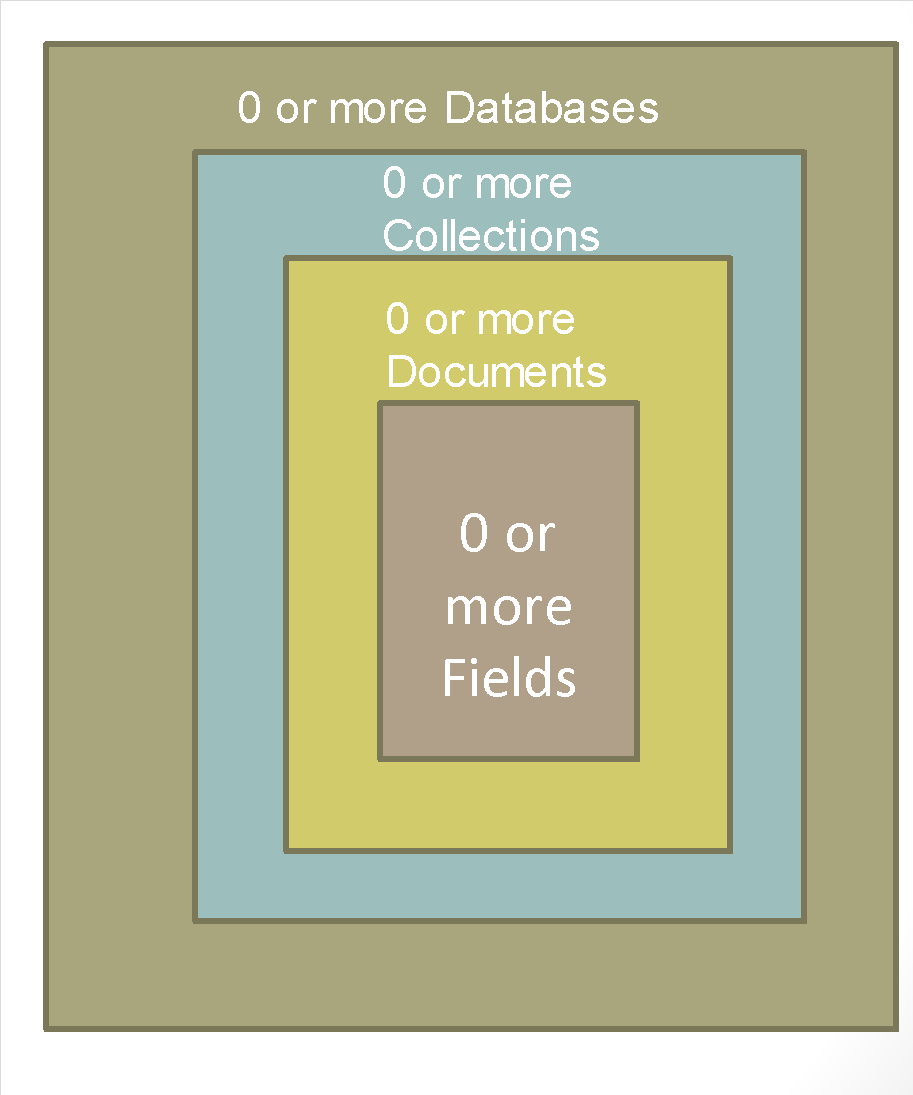 0 or more Databases
0 or more
Collections
0 or more
Documents
0 or
more
Fields